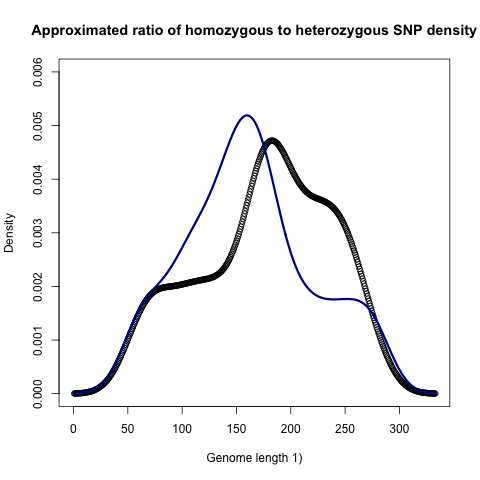 Approximated ratio of homozygous to heterozygous SNP density
0.006
0.005
0.004
0.003
0.002
0.001
0.000
Density
0 50 100 150 200 250 300
Genome length 1)